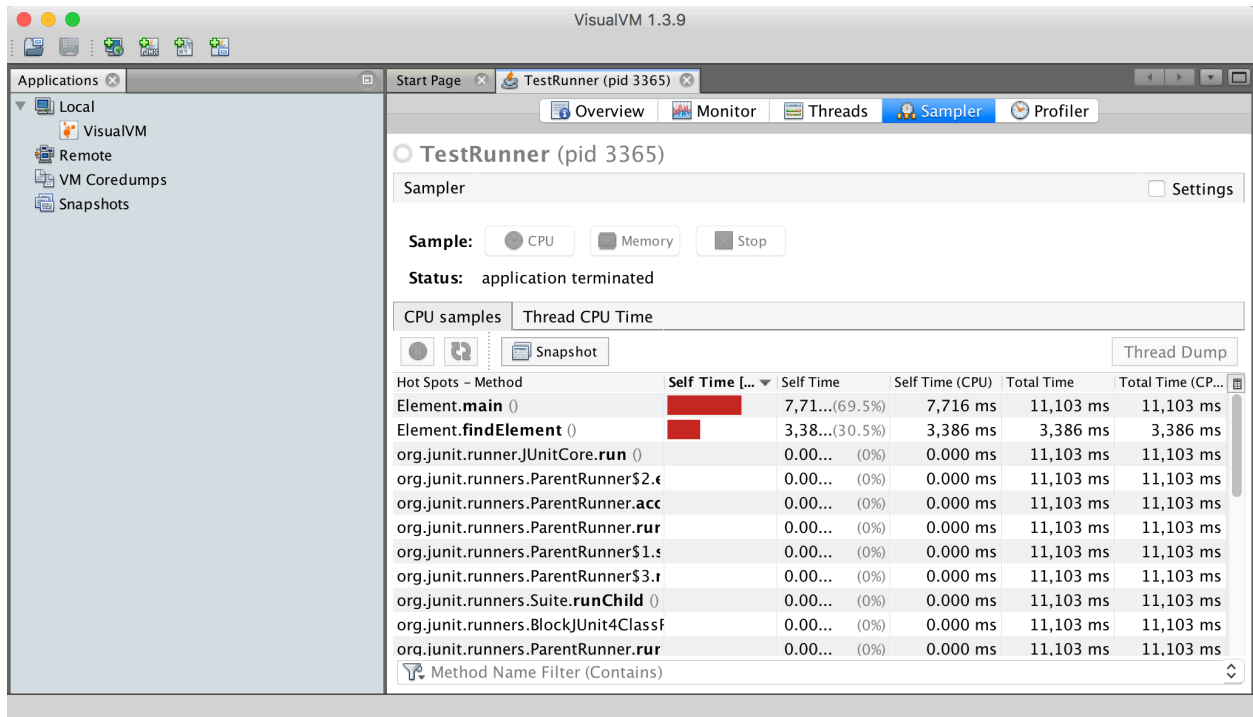 VisualVM 1.3.9
Applications
Local
VisualVM
Remote
VM Coredumps
Snapshots
Start Page TestRunner (pid 3365)
Overview Monitor Threads Sampler Profiler
TestRunner (pid 3365)
Sampler Settings
Sample: CPU Memory Stop
Status: application terminated
CPU samples Thread CPU Time
Snapshot Thread Dump
Hot Spots – Method Self Time [... Self Time Self Time (CPU) Total Time Total Time (CP...
Element.main () 7,71...(69.5%) 7,716 ms 11,103 ms 11,103 ms
Element.findElement () 3,38...(30.5%) 3,386 ms 3,386 ms 3,386 ms
org.junit.runner.JUnitCore.run () 0.00... (0%) 0.000 ms 11,103 ms 11,103 ms
org.junit.runners.ParentRunner$2. 0.00... (0%) 0.000 ms 11,103 ms 11,103 ms
org.junit.runners.ParentRunner.acc 0.00... (0%) 0.000 ms 11,103 ms 11,103 ms
org.junit.runners.ParentRunner.rur 0.00... (0%) 0.000 ms 11,103 ms 11,103 ms
org.junit.runners.ParentRunner$1.s 0.00... (0%) 0.000 ms 11,103 ms 11,103 ms
org.junit.runners.ParentRunner$3.r 0.00... (0%) 0.000 ms 11,103 ms 11,103 ms
org.junit.runners.Suite.runChild () 0.00... (0%) 0.000 ms 11,103 ms 11,103 ms
org.junit.runners.BlockJUnit4ClassF 0.00... (0%) 0.000 ms 11,103 ms 11,103 ms
org.junit.runners.ParentRunner.rur 0.00... (0%) 0.000 ms 11,103 ms 11,103 ms
Method Name Filter (Contains)